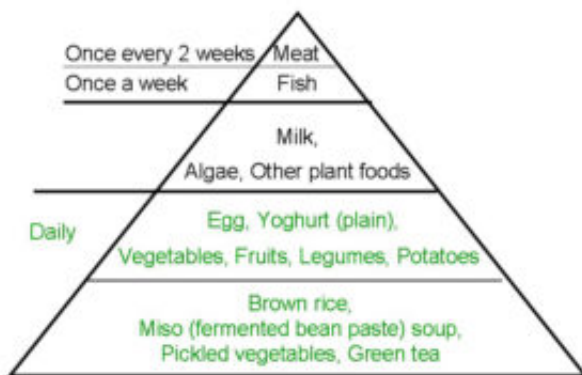 Once every 2 weeks Meat
Once a week Fish
Milk,
Algae, Other plant foods
Daily
Egg, Yoghurt (plain),
Vegetables, Fruits, Legumes, Potatoes
Brown rice,
Miso (fermented bean paste) soup,
Pickled vegetables, Green tea